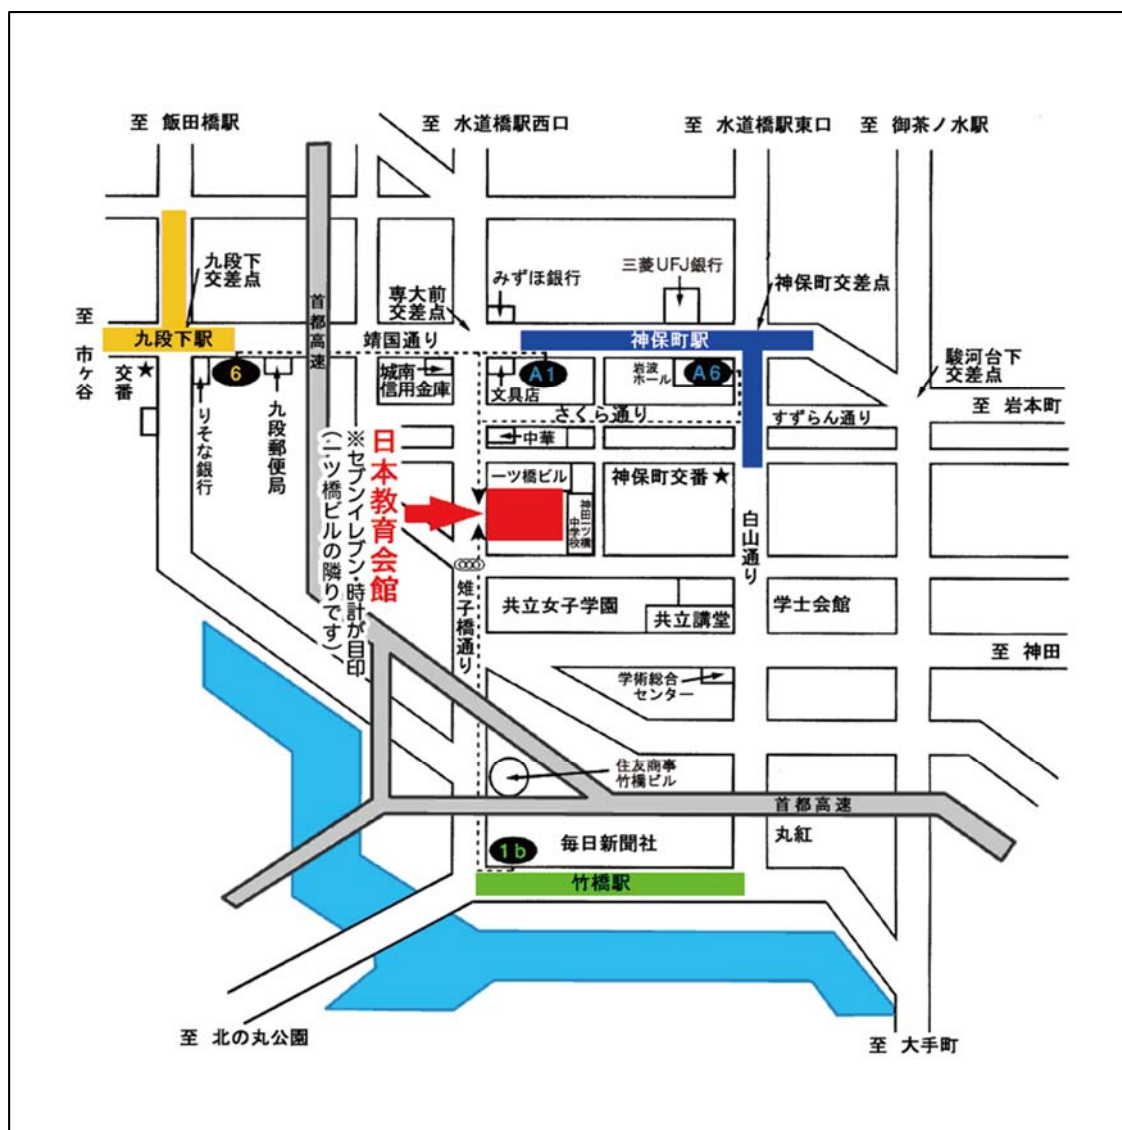 至 飯田橋駅
至 水道橋駅西口
至 水道橋駅東口
至 御茶ノ水駅
九段下
交差点
首都高速
専大前
交差点
みずほ銀行
三菱UFJ銀行
神保町交差点
至 市ヶ谷
九段下駅
靖国通り
神保町駅
駿河台下
交差点
交番★
6
城南
信用金庫
A1
文具店
岩波
ホール
A6
さくら通り
すずらん通り
至 岩本町
りそな銀行
九段郵便局
日本教育会館
※セブンイレブン・時計が目印
(一ツ橋ビルの隣りです)
中華
一ツ橋ビル
神田一ツ橋
中学校
神保町交番★
白山通り
雉子橋通り
共立女子学園
共立講堂
学士会館
至 神田
学術総合
センター
住友商事
竹橋ビル
首都高速
1b
毎日新聞社
丸紅
竹橋駅
至 北の丸公園
至 大手町